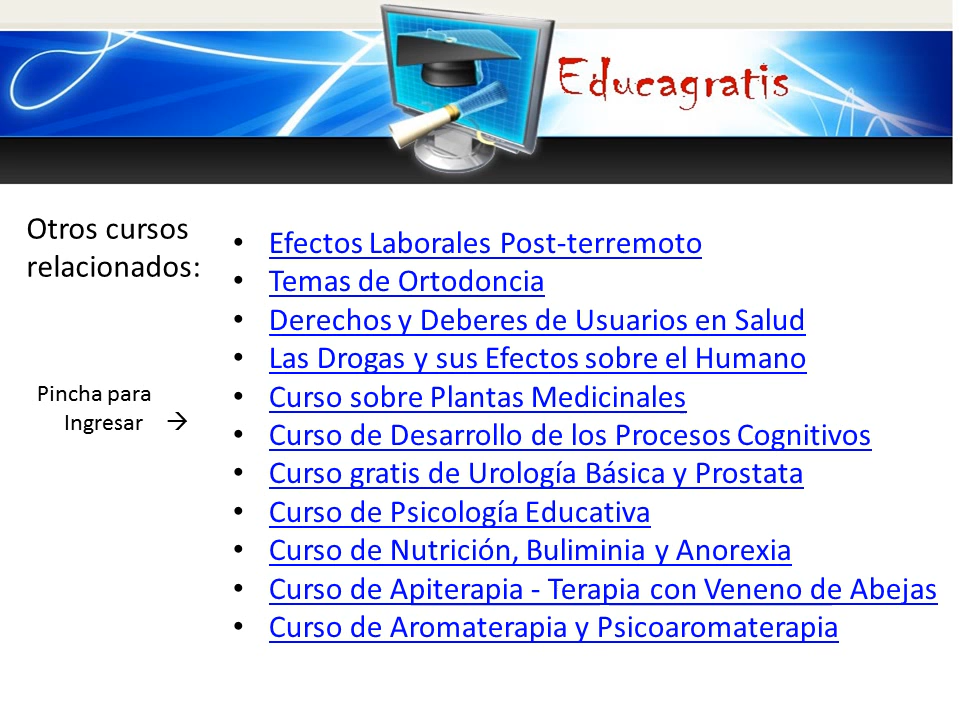 Educagratis
Otros cursos
relacionados:
Pincha para
Ingresar →
• Efectos Laborales Post-terremoto
• Temas de Ortodoncia
• Derechos y Deberes de Usuarios en Salud
• Las Drogas y sus Efectos sobre el Humano
• Curso sobre Plantas Medicinales
• Curso de Desarrollo de los Procesos Cognitivos
• Curso gratis de Urología Básica y Prostata
• Curso de Psicología Educativa
• Curso de Nutrición, Buliminia y Anorexia
• Curso de Apiterapia - Terapia con Veneno de Abejas
• Curso de Aromaterapia y Psicoaromaterapia